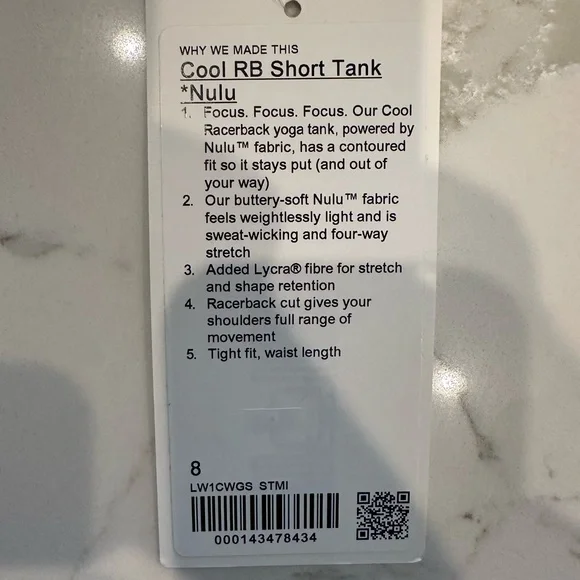 WHY WE MADE THIS
Cool RB Short Tank
*Nulu
1. Focus. Focus. Focus. Our Cool
Racerback yoga tank, powered by
Nulu™ fabric, has a contoured
fit so it stays put (and out of
your way)
2. Our buttery-soft Nulu™ fabric
feels weightlessly light and is
sweat-wicking and four-way
stretch
3. Added Lycra® fibre for stretch
and shape retention
4. Racerback cut gives your
shoulders full range of
movement
5. Tight fit, waist length
8
LW1CWGS STMI
000143478434